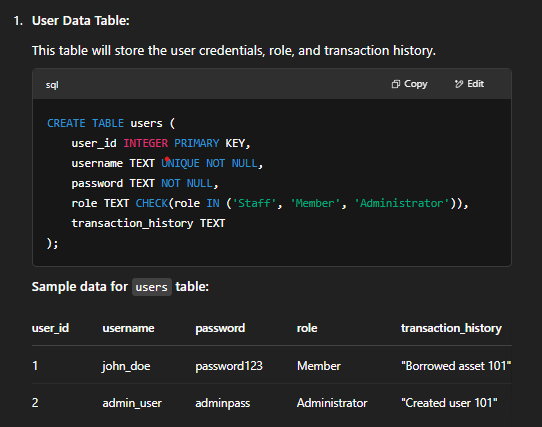 1. User Data Table:
This table will store the user credentials, role, and transaction history.
sql
Copy
Edit
CREATE TABLE users (
    user_id INTEGER PRIMARY KEY,
    username TEXT UNIQUE NOT NULL,
    password TEXT NOT NULL,
    role TEXT CHECK(role IN ('Staff', 'Member', 'Administrator')),
    transaction_history TEXT
);
Sample data for users table:
user_id username password role transaction_history
1 john_doe password123 Member "Borrowed asset 101"
2 admin_user adminpass Administrator "Created user 101"